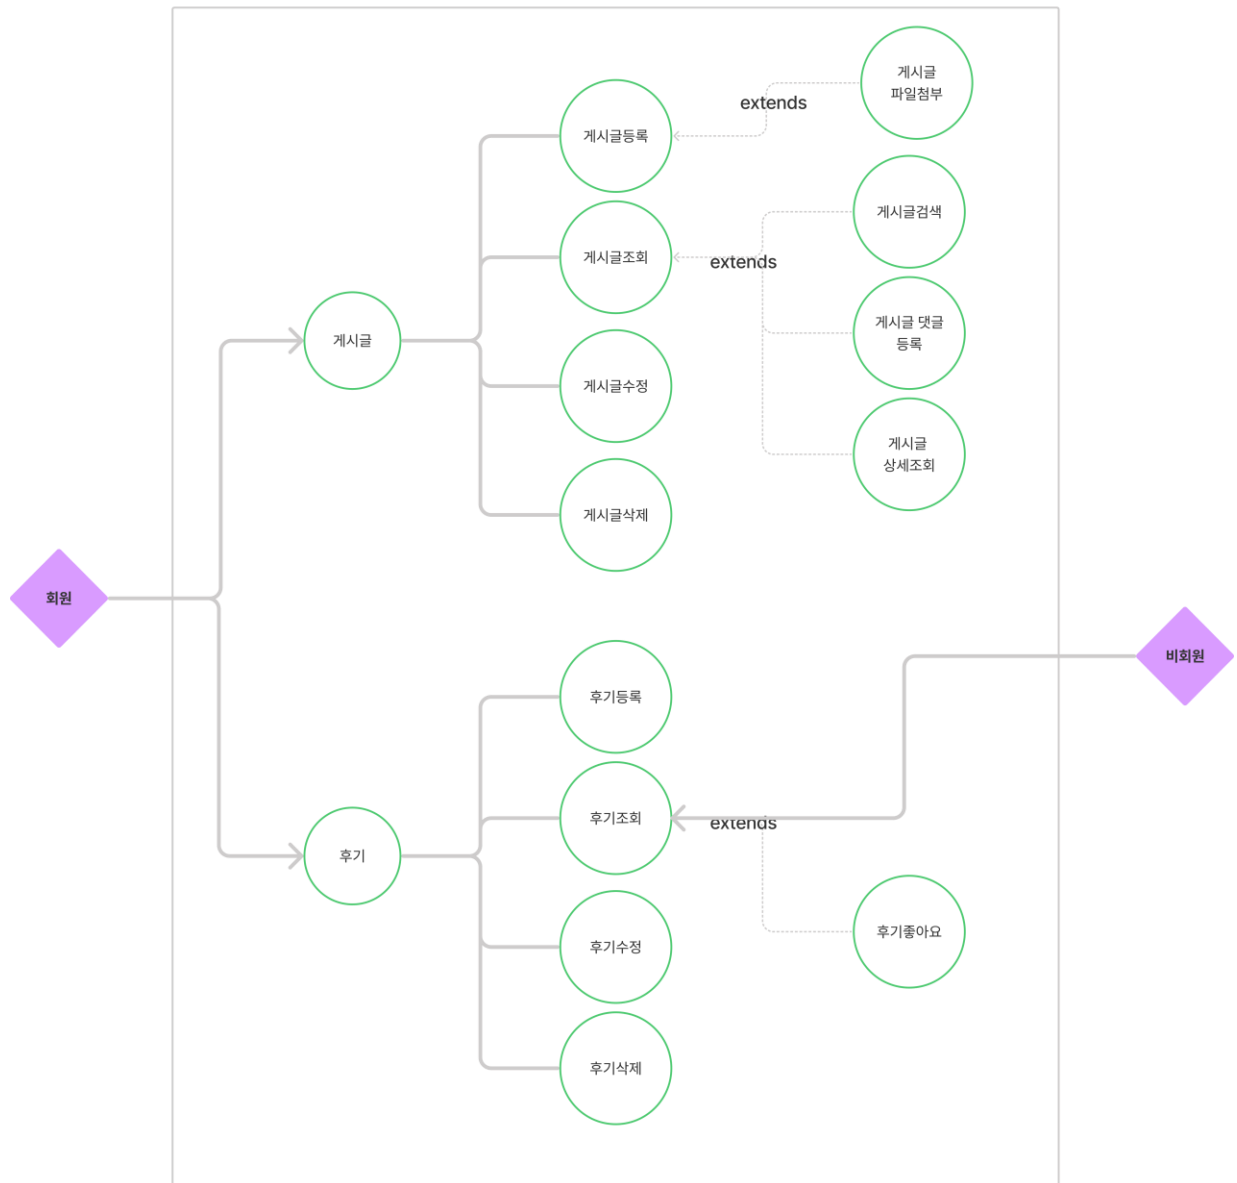 게시글
파일첨부
extends
게시글등록
게시글검색
게시글조회
extends
게시글 댓글
등록
게시글
게시글수정
게시글
상세조회
게시글삭제
회원
비회원
후기등록
후기조회
extends
후기
후기좋아요
후기수정
후기삭제